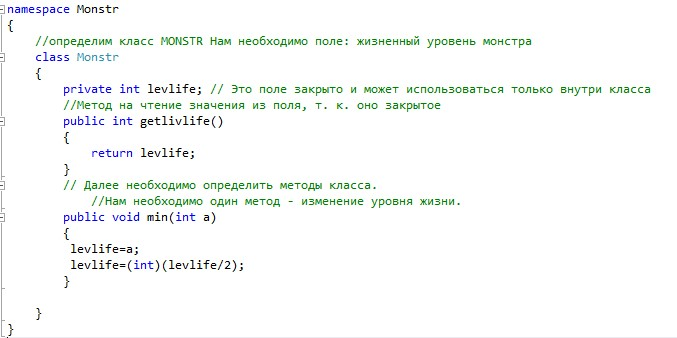 namespace Monstr
{
//определим класс MONSTR Нам необходимо поле: жизненный уровень монстра
class Monstr
{
private int levlife; // Это поле закрыто и может использоваться только внутри класса
//Метод на чтение значения из поля, т. к. оно закрытое
public int getlivlife()
{
return levlife;
}
// Далее необходимо определить методы класса.
//Нам необходимо один метод - изменение уровня жизни.
public void min(int a)
{
levlife=a;
levlife=(int)(levlife/2);
}
}
}